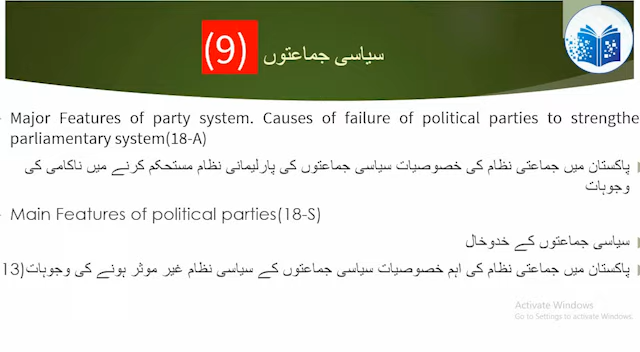 سیاسی جماعتوں (9)
Major Features of party system. Causes of failure of political parties to strengthe
parliamentary system(18-A)
پاکستان میں جماعتی نظام کی خصوصیات سیاسی جماعتوں کی پارلیمانی نظام مستحکم کرنے میں ناکامی کی
وجوہات
Main Features of political parties(18-S)
سیاسی جماعتوں کے خدوخال
پاکستان میں جماعتی نظام کی اہم خصوصیات سیاسی جماعتوں کے سیاسی نظام غیر موثر ہونے کی وجوہات(13
Activate Windows
Go to Settings to activate Windows.